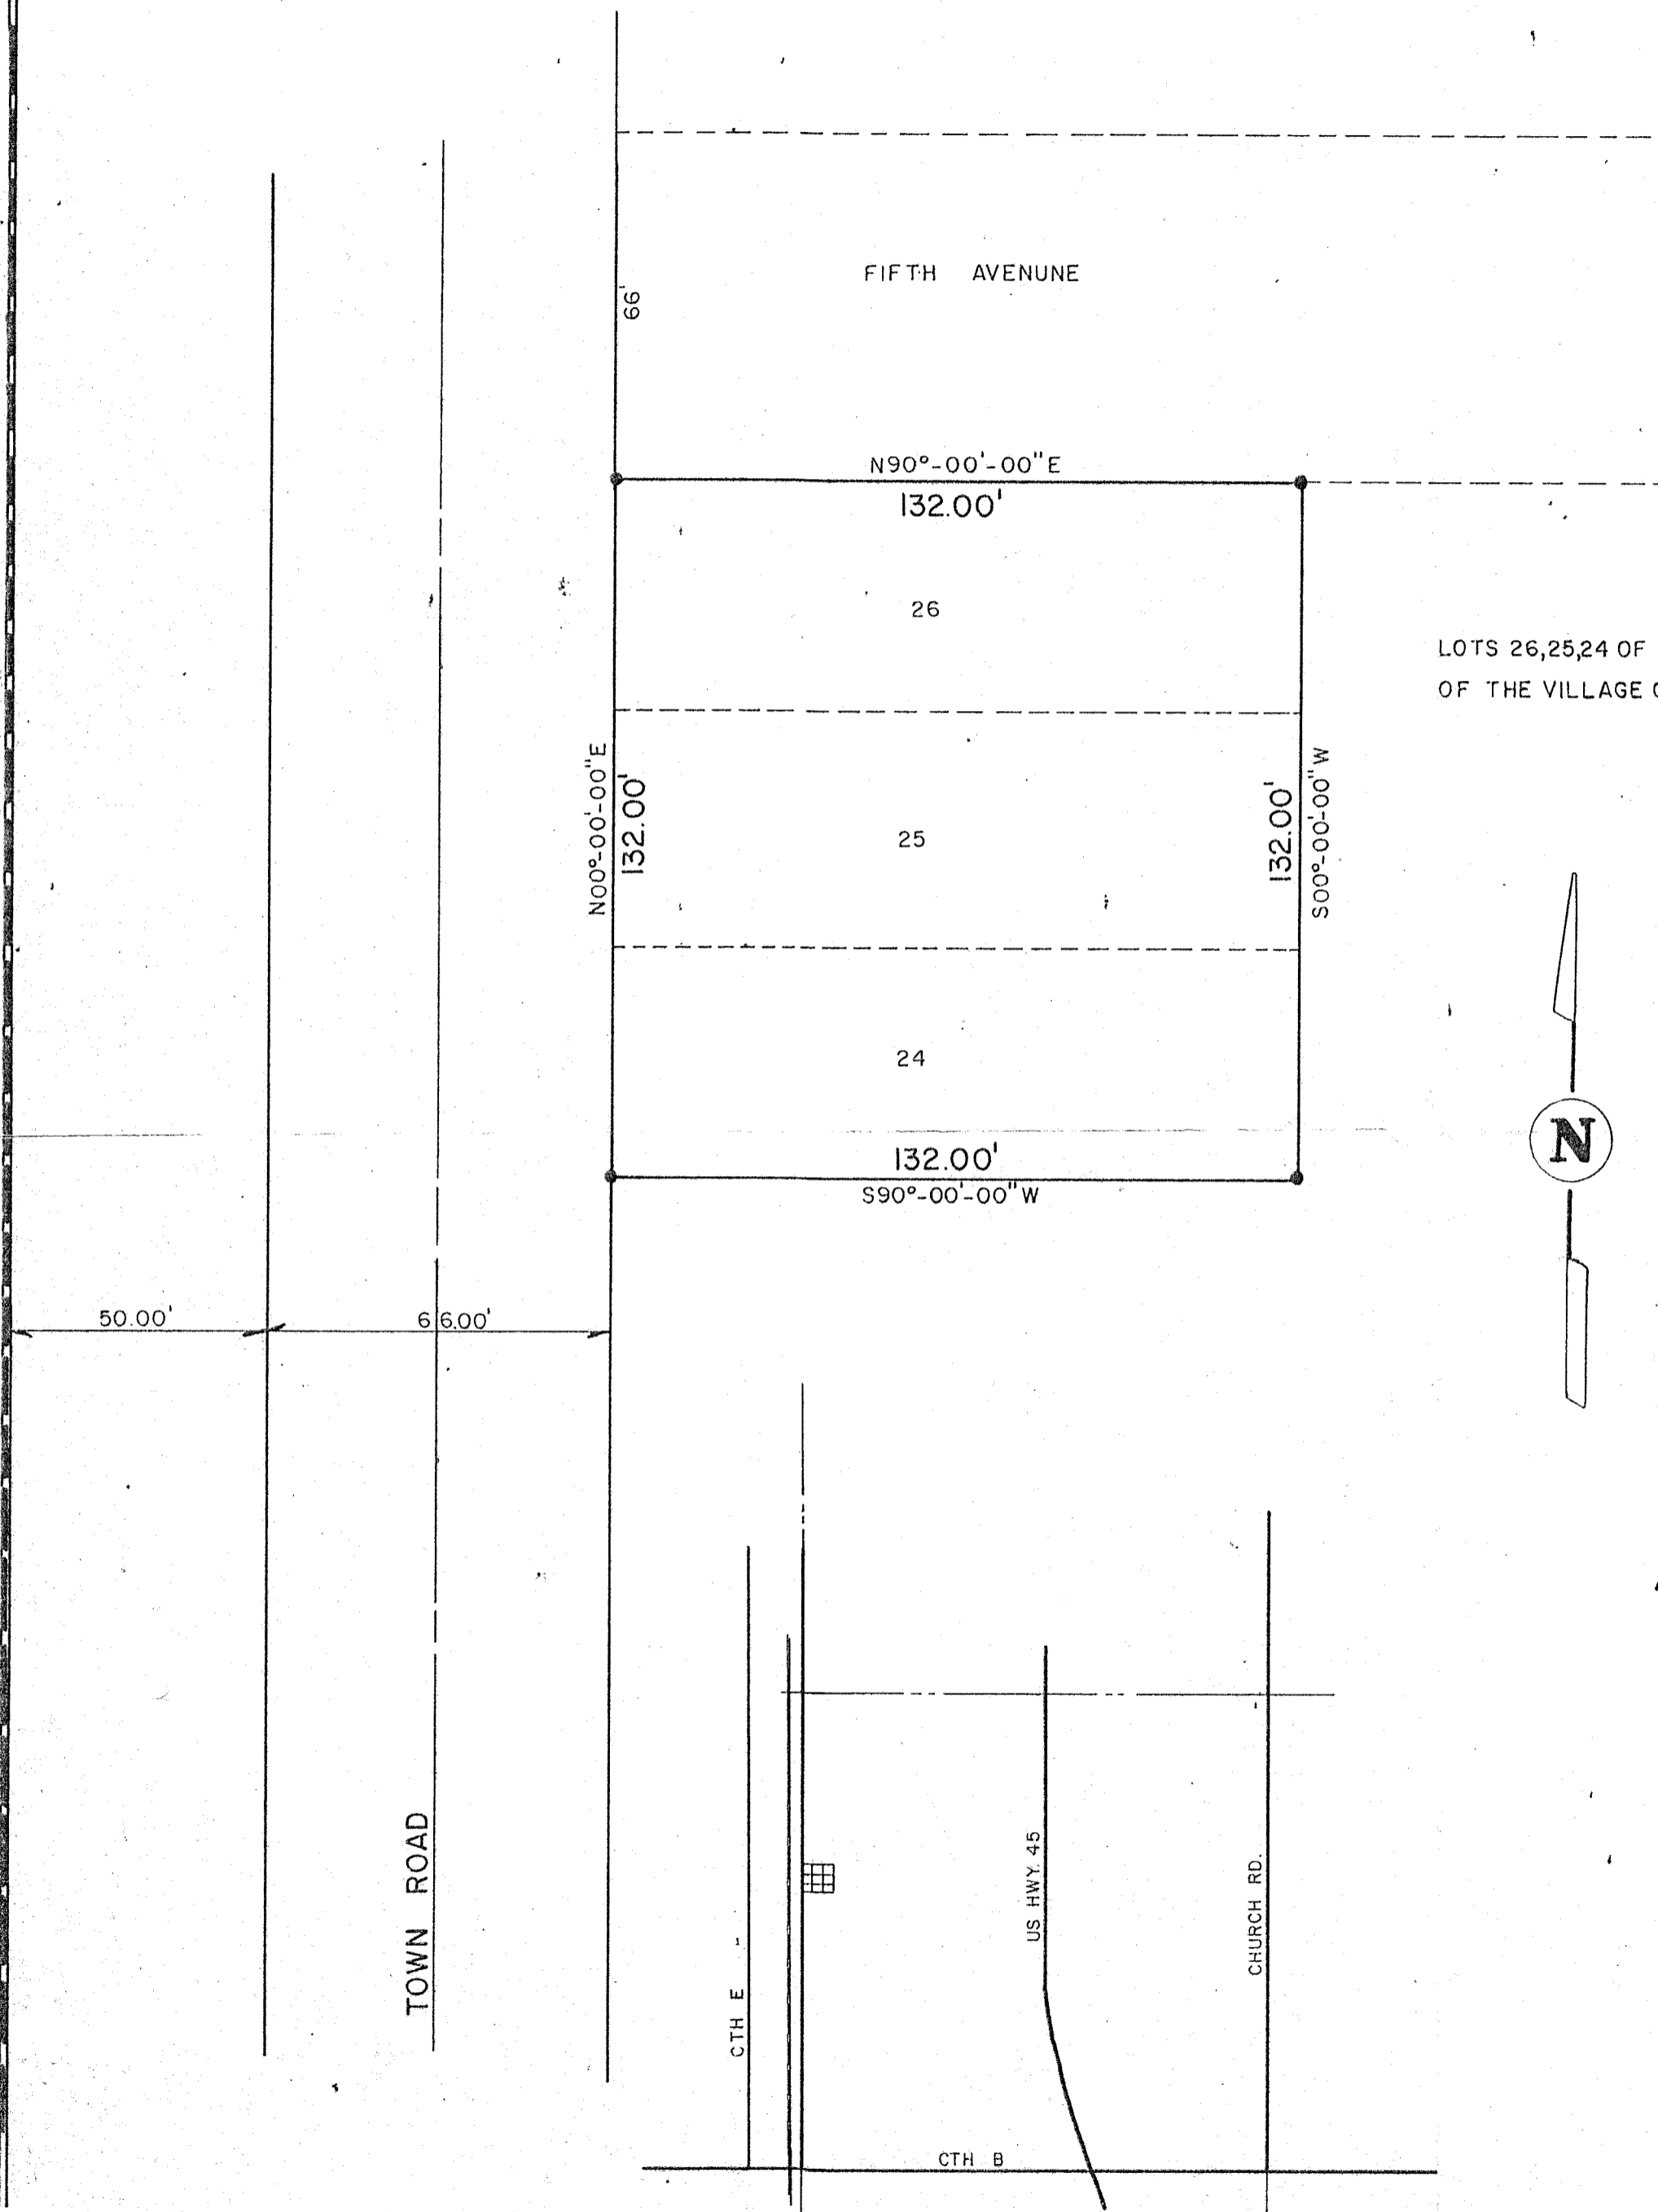 FIFTH AVENUNE
66'
N90°-00'-00"E
132.00'
26
LOTS 26,25,24 OF
OF THE VILLAGE
N00°-00'-00"E
132.00'
25
132.00'
S00°-00'-00"W
24
N
132.00'
S90°-00'-00"W
50.00'
66.00'
TOWN ROAD
CTH E
US HWY. 45
CHURCH RD.
CTH B